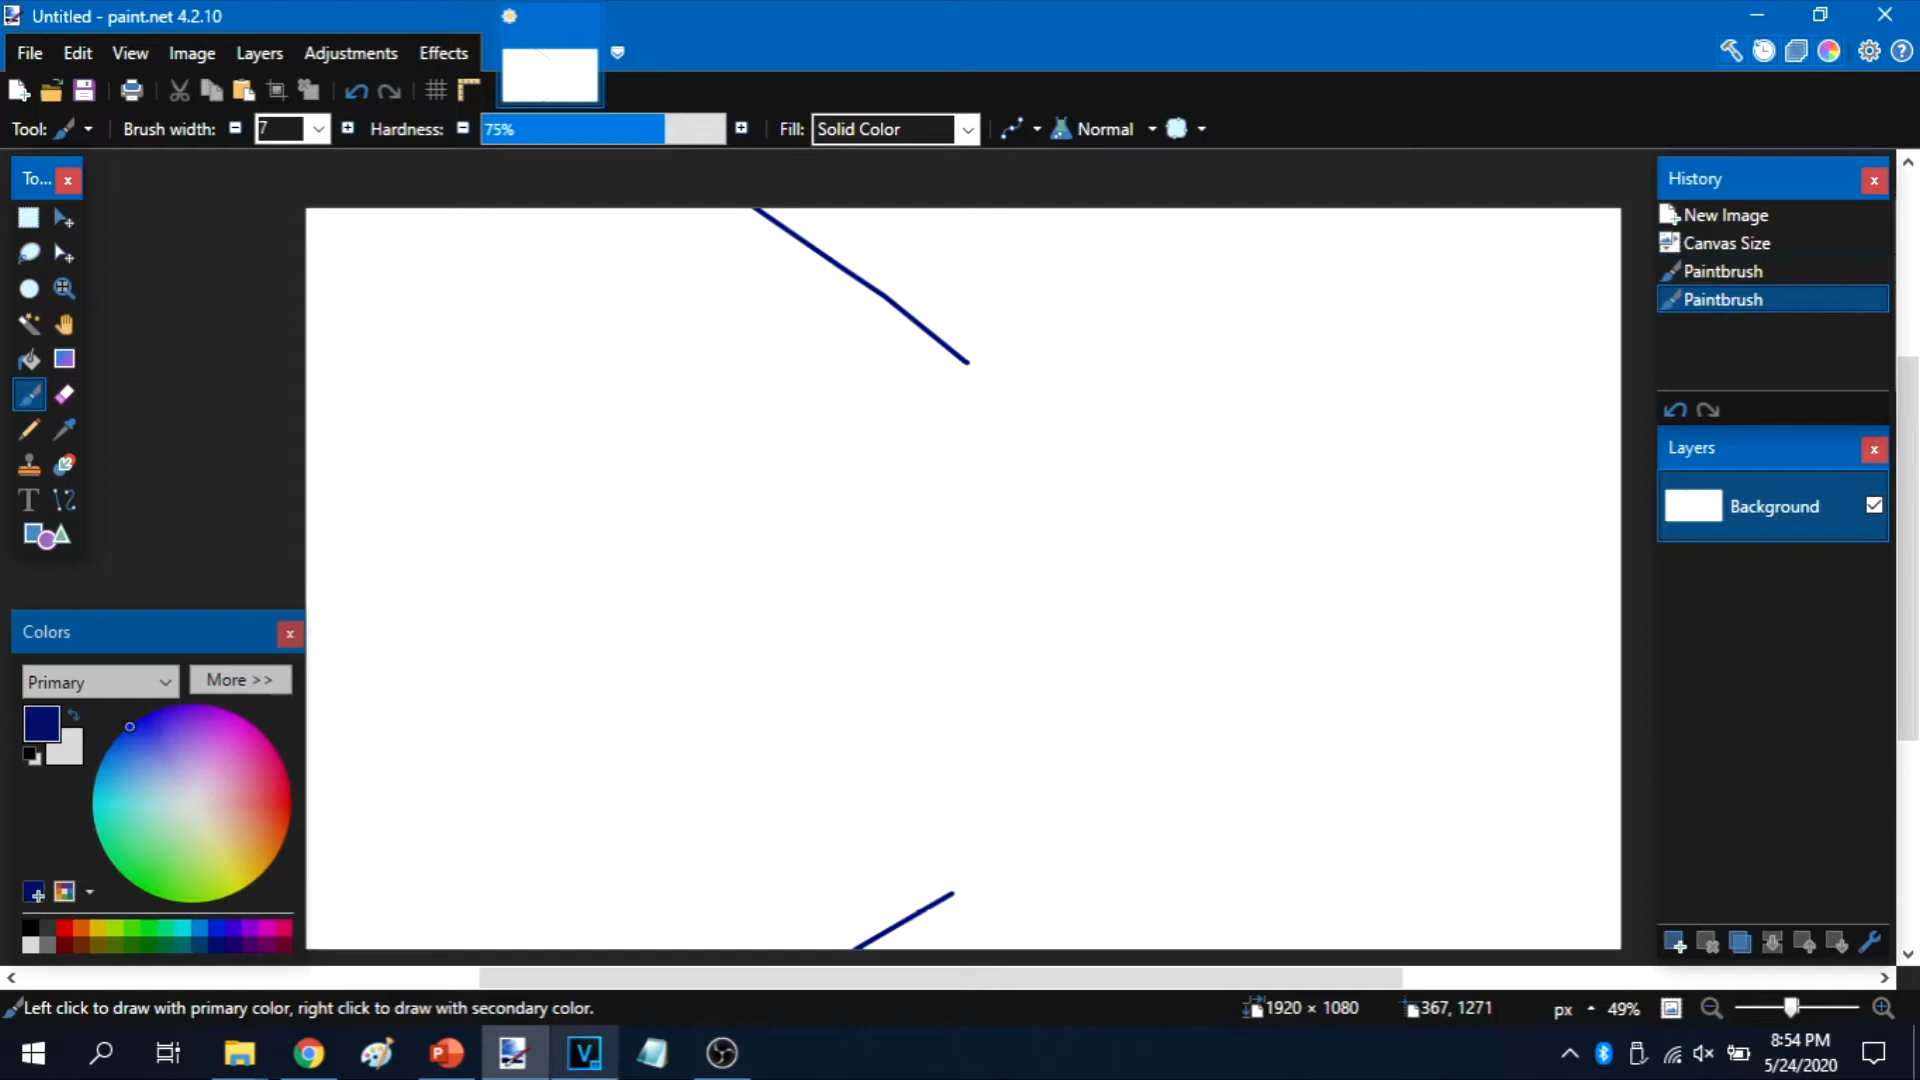 Untitled - paint.net 4.2.10
File Edit View Image Layers Adjustments Effects
Tool: Brush width: 7 Hardness: 75% Fill: Solid Color Normal
To...
History
New Image
Canvas Size
Paintbrush
Paintbrush
Layers
Background
Colors
Primary More >>
Left click to draw with primary color, right click to draw with secondary color. 1920 × 1080 367, 1271 px 49%
8:54 PM
5/24/2020